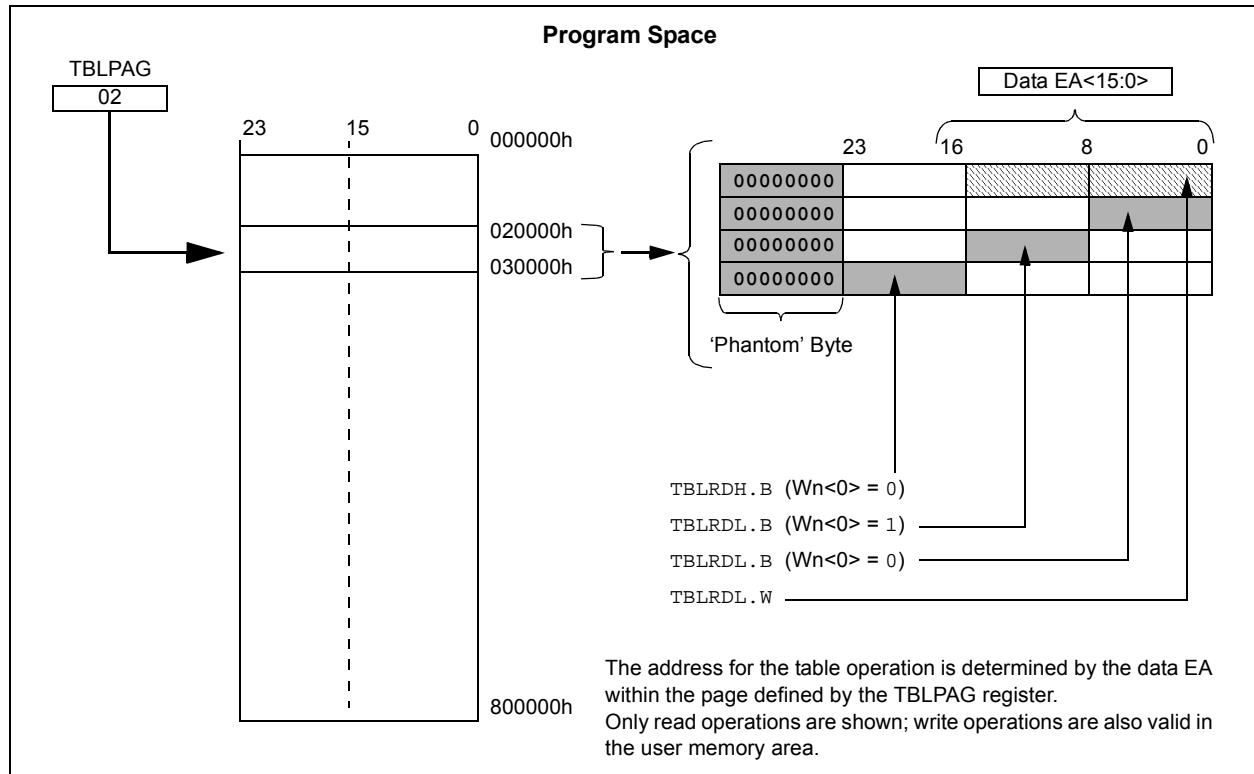 Program Space
TBLPAG
02
Data EA<15:0>
23 15 0
000000h
020000h
030000h
800000h
23 16 8 0
00000000
00000000
00000000
00000000
‘Phantom’ Byte
TBLRDH.B (Wn<0> = 0)
TBLRDL.B (Wn<0> = 1)
TBLRDL.B (Wn<0> = 0)
TBLRDL.W
The address for the table operation is determined by the data EA
within the page defined by the TBLPAG register.
Only read operations are shown; write operations are also valid in
the user memory area.